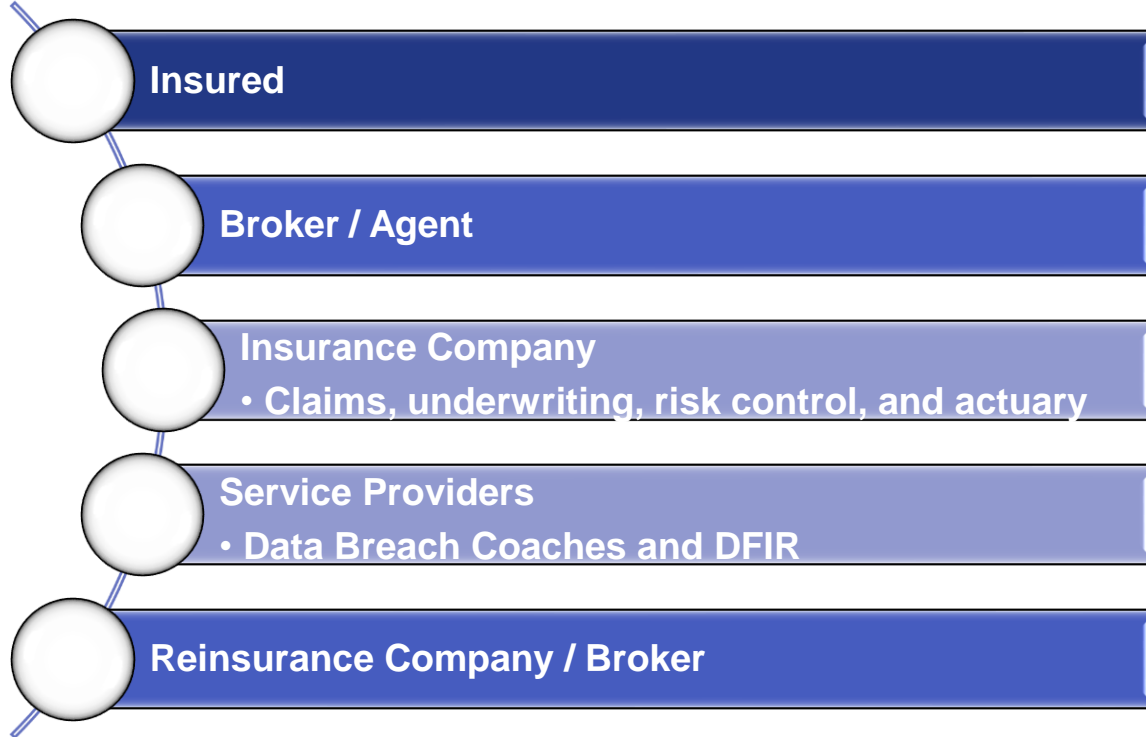 Insured
Broker / Agent
Insurance Company
• Claims, underwriting, risk control, and actuary
Service Providers
• Data Breach Coaches and DFIR
Reinsurance Company / Broker